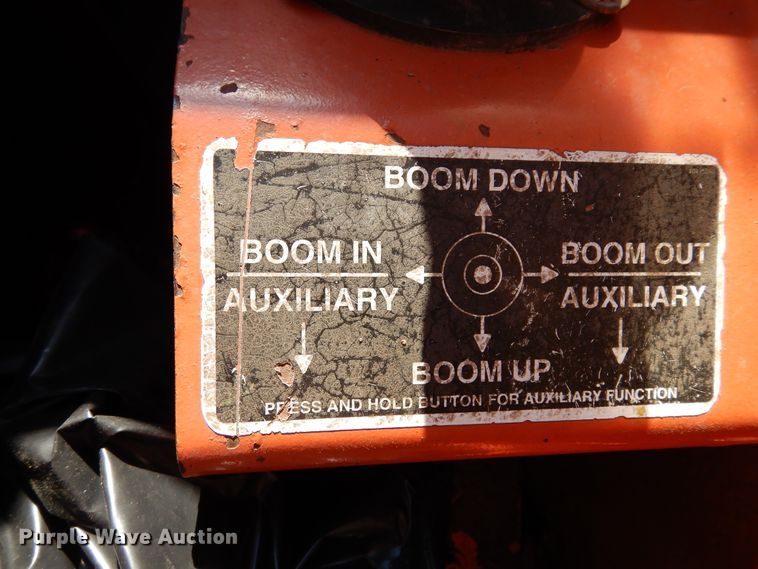 BOOM DOWN
BOOM IN
BOOM OUT
AUXILIARY
AUXILIARY
BOOM UP
PRESS AND HOLD BUTTON FOR AUXILIARY FUNCTION
Purple Wave Auction